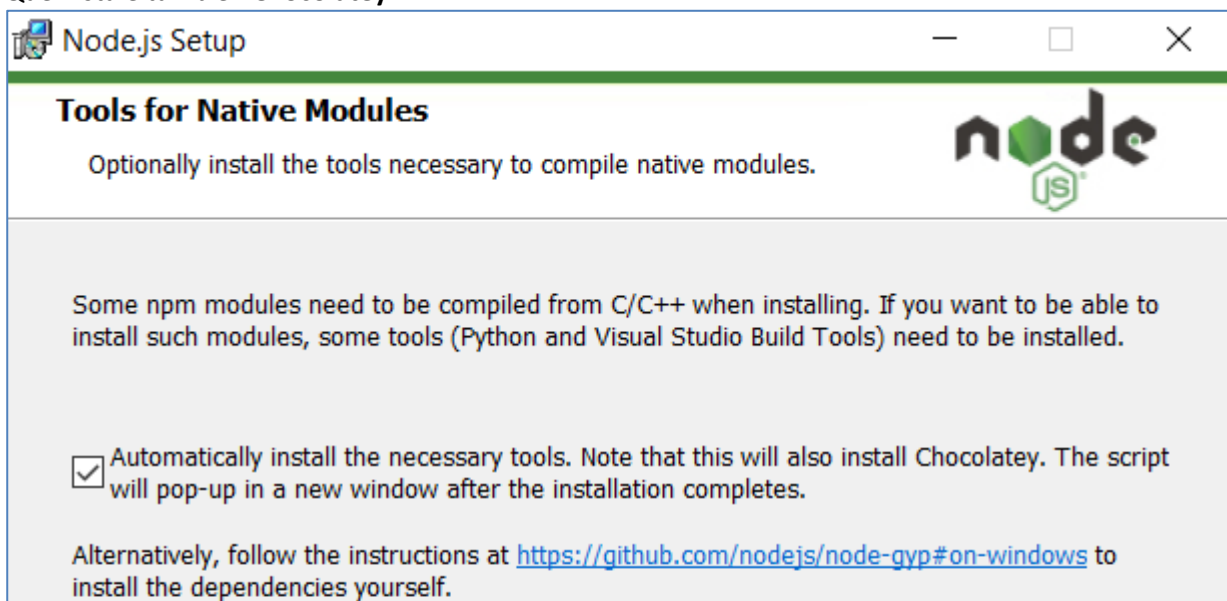 Node.js Setup
Tools for Native Modules
Optionally install the tools necessary to compile native modules.
node
JS
Some npm modules need to be compiled from C/C++ when installing. If you want to be able to
install such modules, some tools (Python and Visual Studio Build Tools) need to be installed.
Automatically install the necessary tools. Note that this will also install Chocolatey. The script
will pop-up in a new window after the installation completes.
Alternatively, follow the instructions at https://github.com/nodejs/node-gyp#on-windows to
install the dependencies yourself.